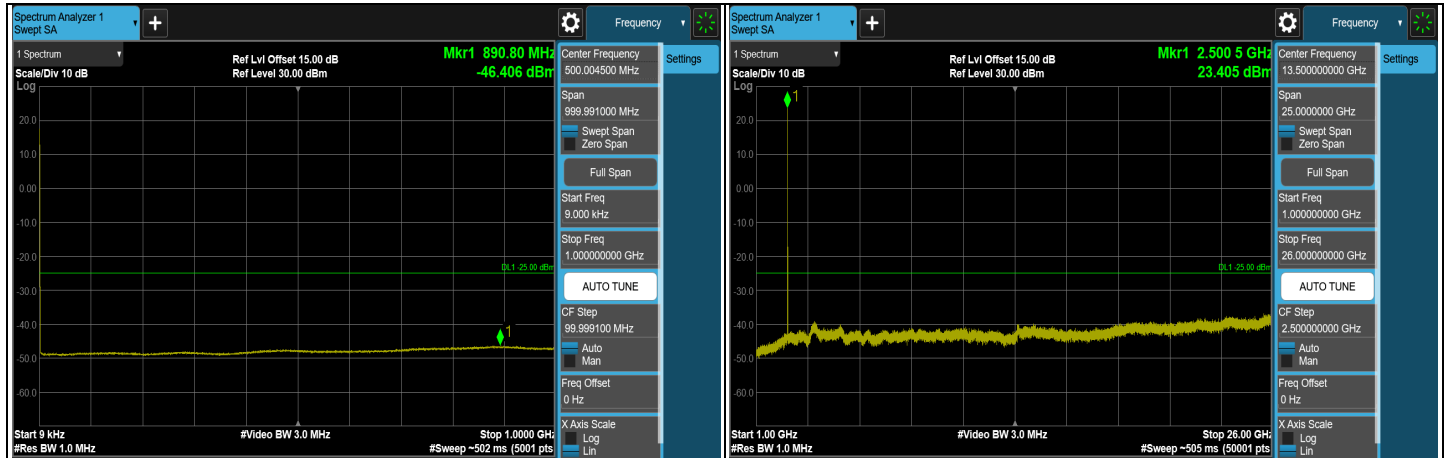 Spectrum Analyzer 1
Swept SA
+
Frequency
1 Spectrum
Ref Lvl Offset 15.00 dB
Mkr1 890.80 MHz
Scale/Div 10 dB
Ref Level 30.00 dBm
-46.406 dBm
Log
20.0
10.0
0.00
-10.0
-20.0
-30.0
-40.0
-50.0
-60.0
1
DL1 -25.00 dBm
Start 9 kHz
#Video BW 3.0 MHz
Stop 1.0000 GHz
#Res BW 1.0 MHz
#Sweep ~502 ms (5001 pts
Center Frequency
500.004500 MHz
Settings
Span
999.991000 MHz
Swept Span
Zero Span
Full Span
Start Freq
9.000 kHz
Stop Freq
1.000000000 GHz
AUTO TUNE
CF Step
99.999100 MHz
Auto
Man
Freq Offset
0 Hz
X Axis Scale
Log
Lin
Spectrum Analyzer 1
Swept SA
+
Frequency
1 Spectrum
Ref Lvl Offset 15.00 dB
Mkr1 2.500 5 GHz
Scale/Div 10 dB
Ref Level 30.00 dBm
23.405 dBm
Log
1
20.0
10.0
0.00
-10.0
-20.0
-30.0
-40.0
-50.0
-60.0
DL1 -25.00 dBm
Start 1.00 GHz
#Video BW 3.0 MHz
Stop 26.00 GHz
#Res BW 1.0 MHz
#Sweep ~505 ms (50001 pts
Center Frequency
13.500000000 GHz
Settings
Span
25.0000000 GHz
Swept Span
Zero Span
Full Span
Start Freq
1.000000000 GHz
Stop Freq
26.000000000 GHz
AUTO TUNE
CF Step
2.500000000 GHz
Auto
Man
Freq Offset
0 Hz
X Axis Scale
Log
Lin